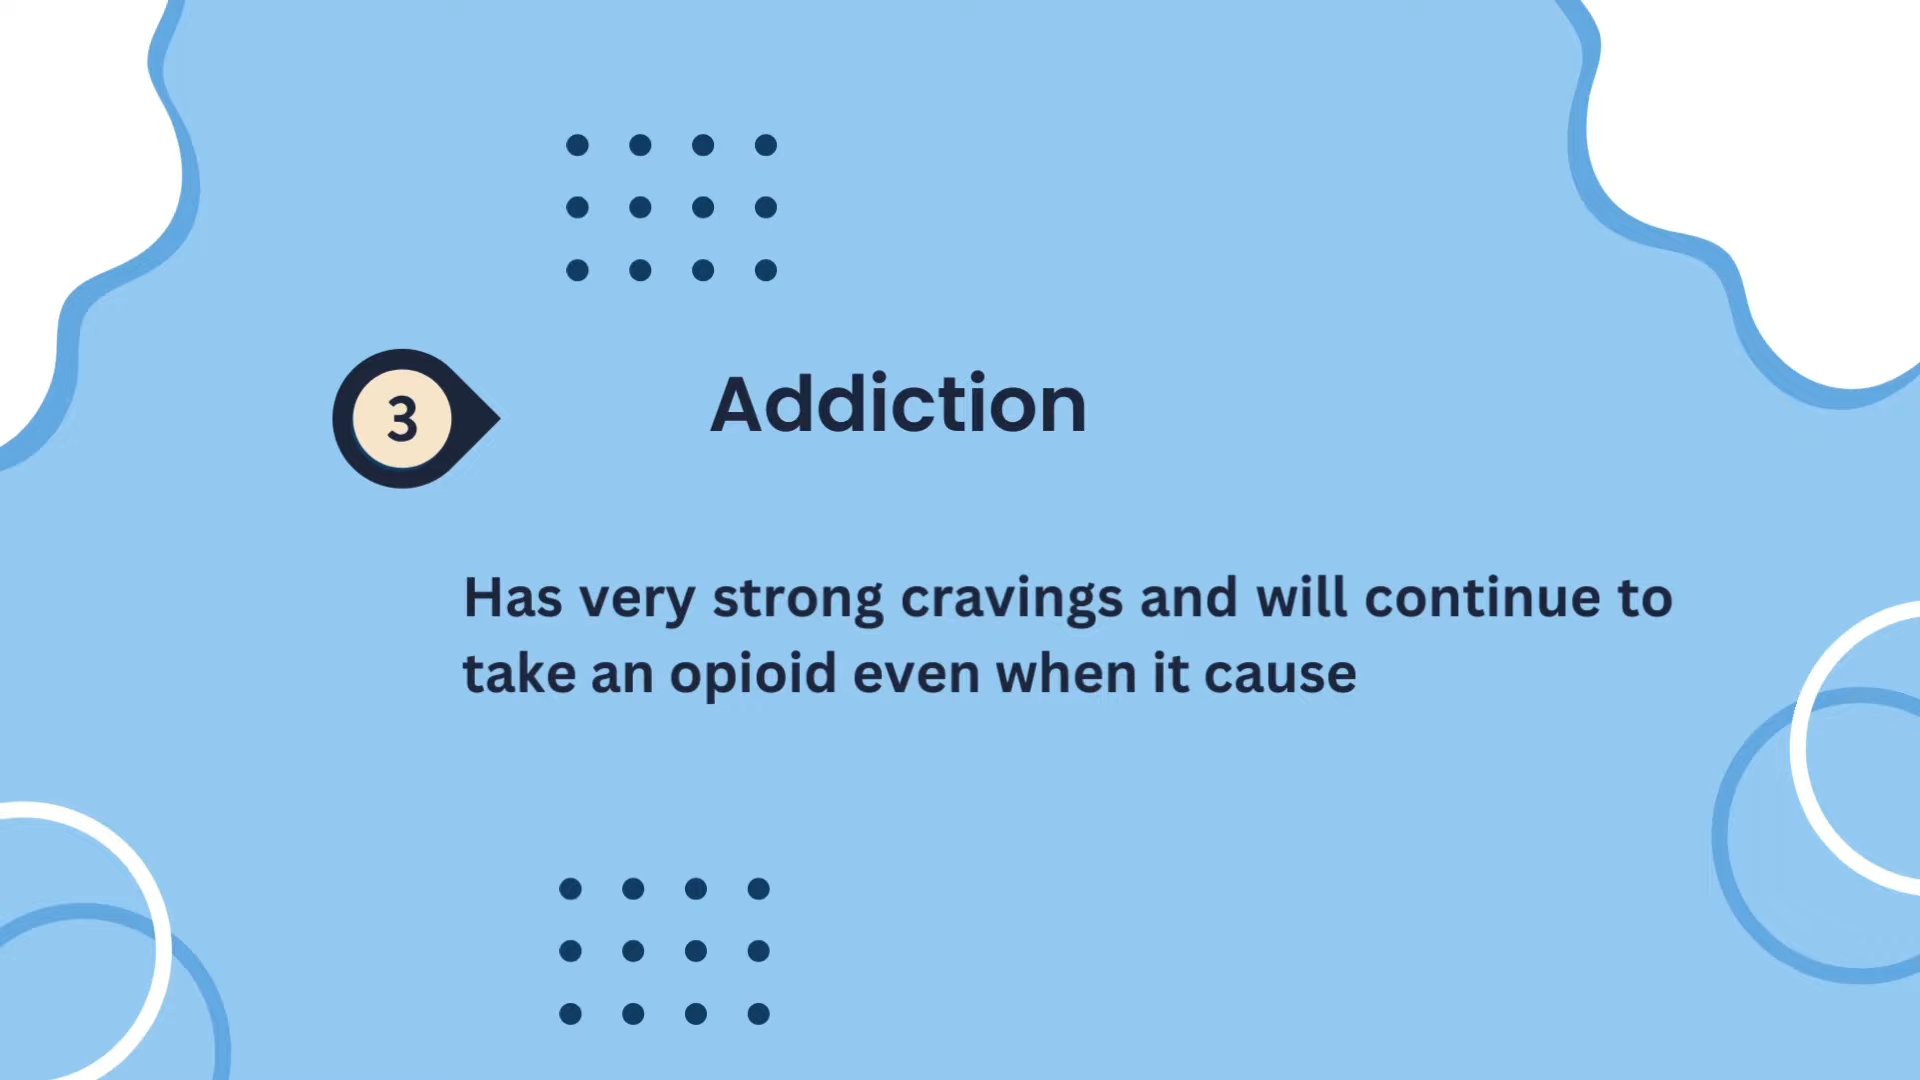 3
Addiction
Has very strong cravings and will continue to
take an opioid even when it cause